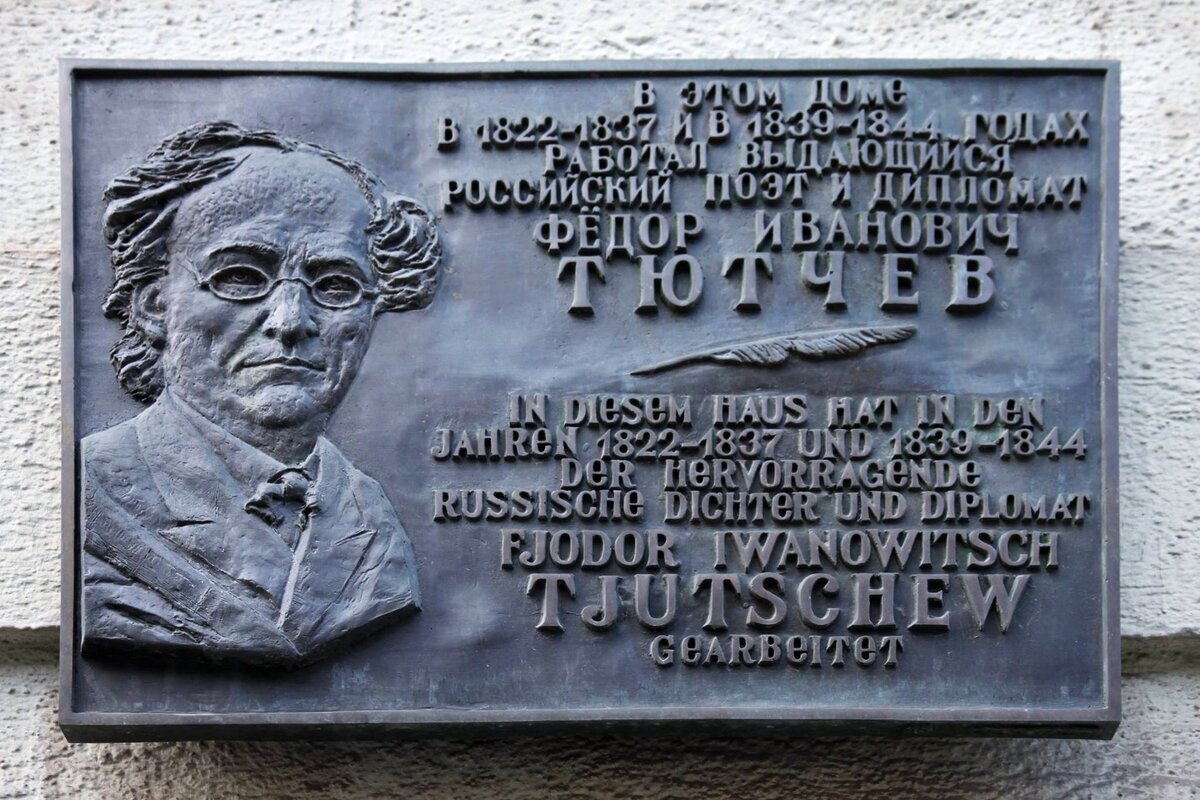 В ЭТОМ ДОМЕ
В 1822-1837 И В 1839-1844 ГОДАХ
РАБОТАЛ ВЫДАЮЩИЙСЯ
РОССИЙСКИЙ ПОЭТ И ДИПЛОМАТ
ФЁДОР ИВАНОВИЧ
ТЮТЧЕВ
IN DIESEM HAUS HAT IN DEN
JAHREN 1822-1837 UND 1839-1844
DER HERVORRAGENDE
RUSSISCHE DICHTER UND DIPLOMAT
FJODOR IWANOWITSCH
TJUTSCHEW
GEARBEITET